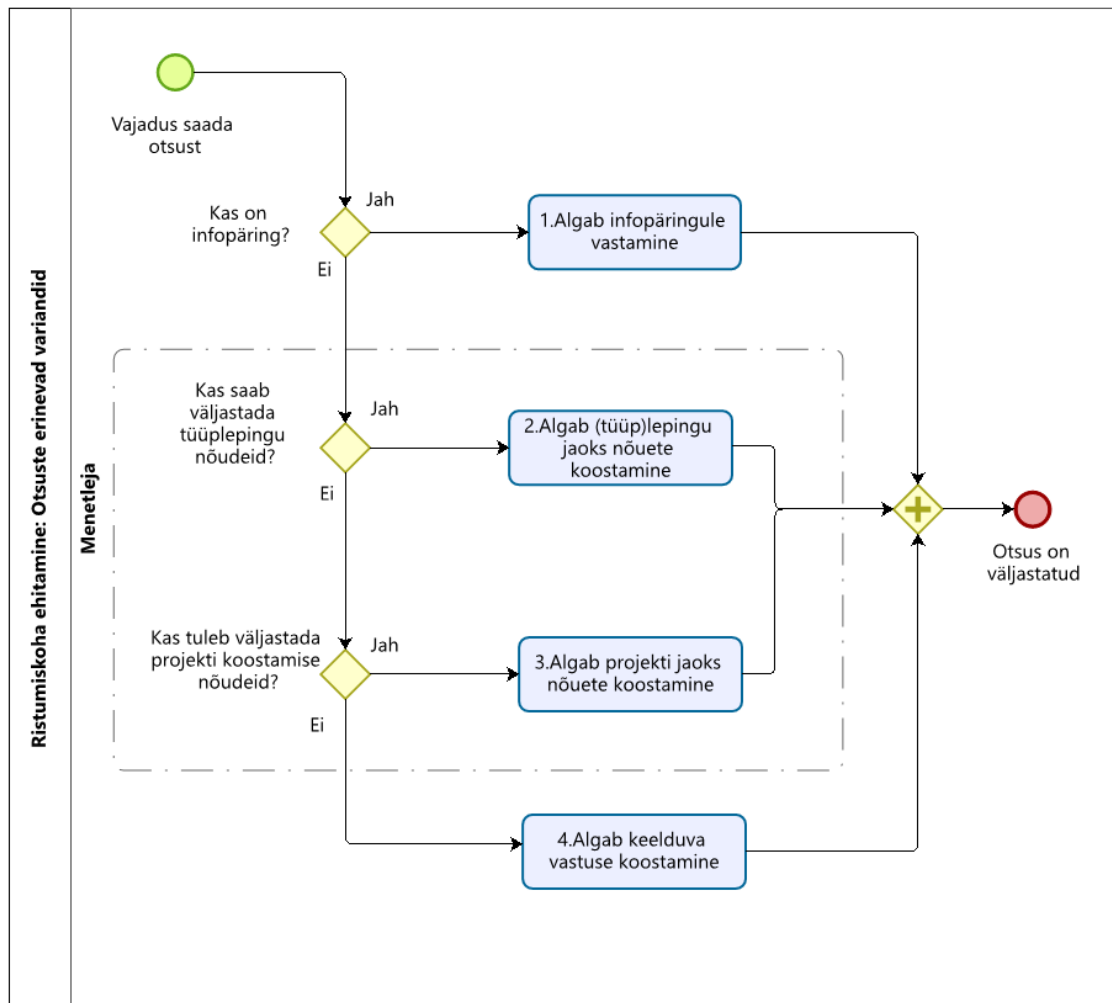 Ristumiskoha ehitamine: Otsuste erinevad variandid
Menetleja
Vajadus saada
otsust
Kas on
infopäring?
Jah
Ei
1.Algab infopäringule
vastamine
Kas saab
väljastada
tüüplepingu
nõudeid?
Jah
Ei
2.Algab (tüüp)lepingu
jaoks nõuete
koostamine
Otsus on
väljastatud
Kas tuleb väljastada
projekti koostamise
nõudeid?
Jah
Ei
3.Algab projekti jaoks
nõuete koostamine
4.Algab keelduva
vastuse koostamine